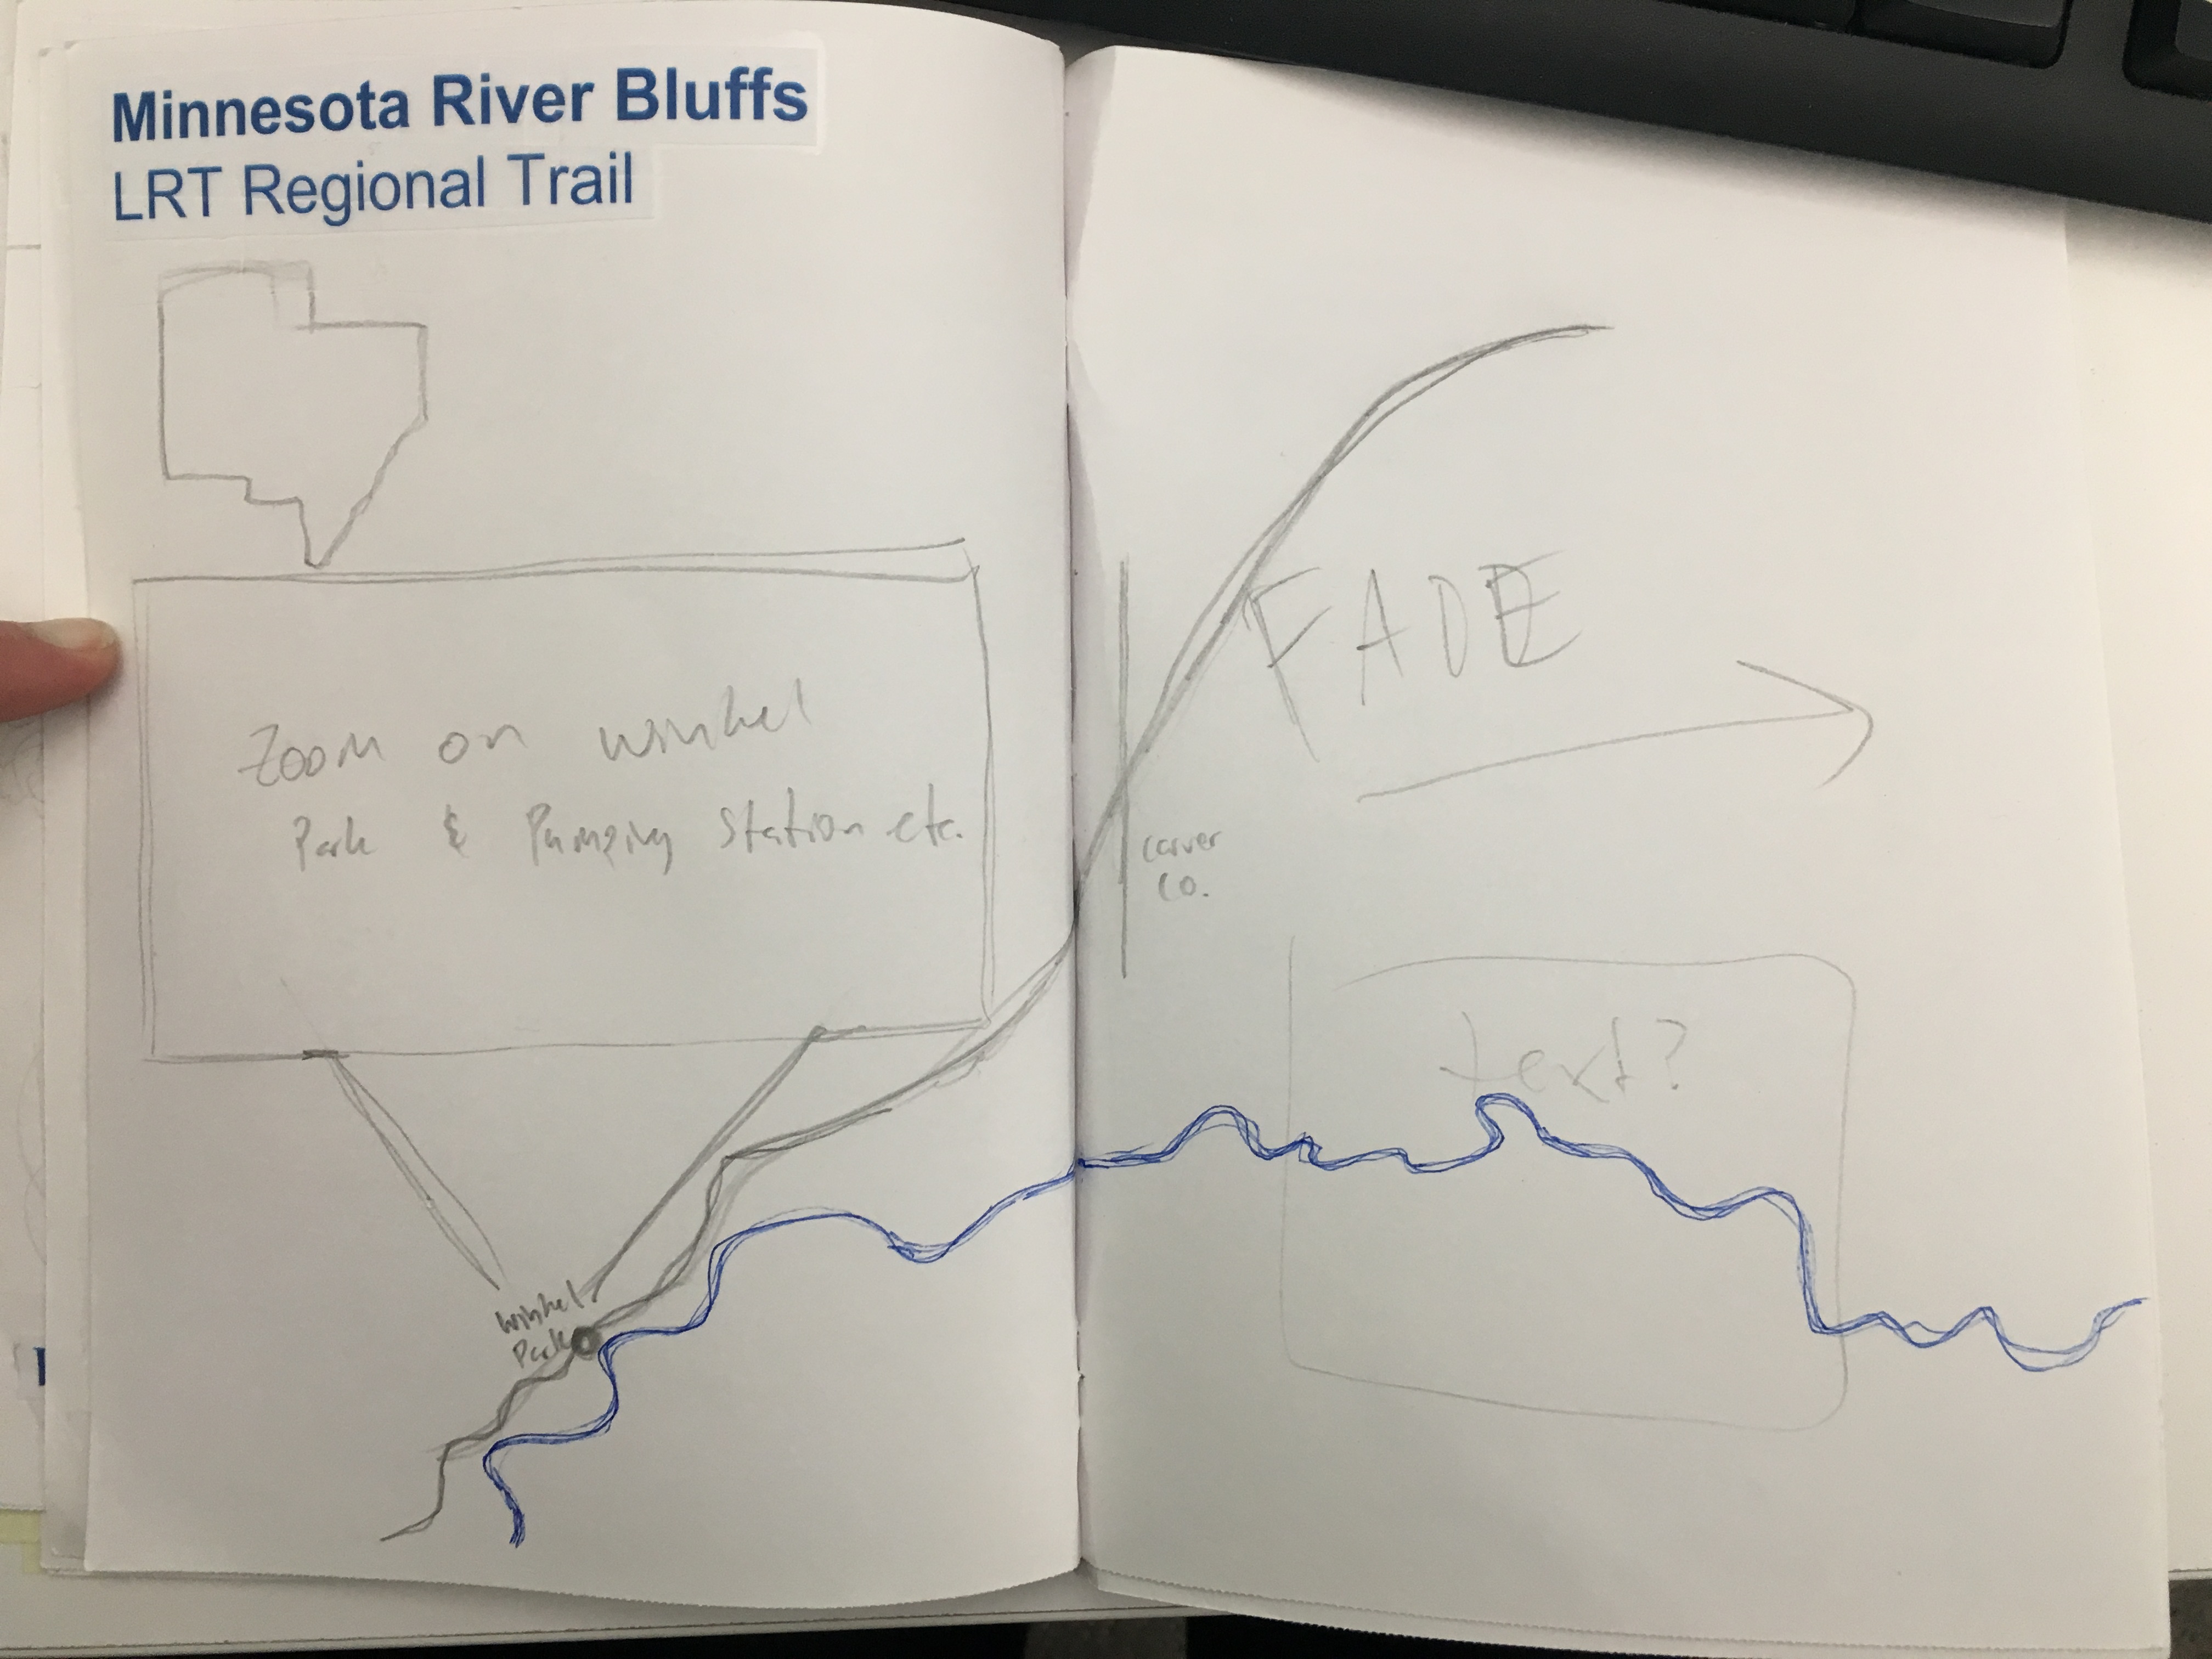 Minnesota River Bluffs
LRT Regional Trail
Zoom on Winkel
Park & Pumping Station etc.
Winkel
Park
FADE
Carver
Co.
text?